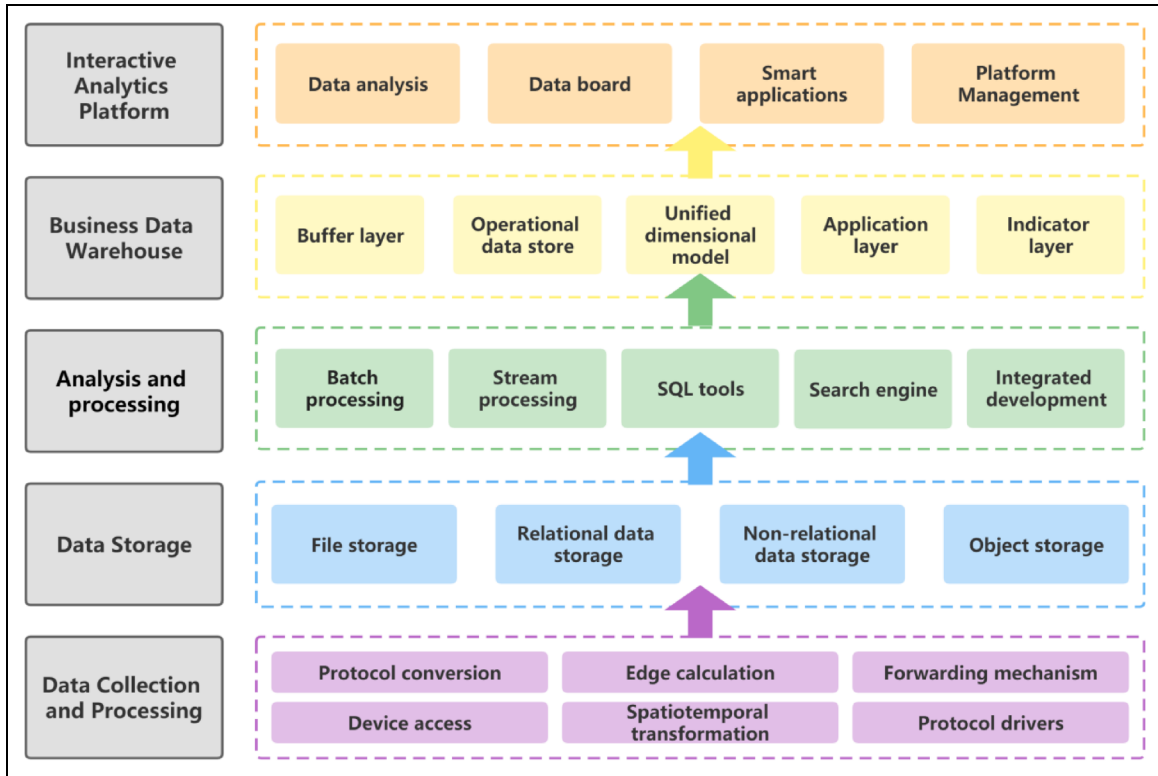 Interactive
Analytics
Platform
Data analysis
Data board
Smart
applications
Platform
Management
Business Data
Warehouse
Buffer layer
Operational
data store
Unified
dimensional
model
Application
layer
Indicator
layer
Analysis and
processing
Batch
processing
Stream
processing
SQL tools
Search engine
Integrated
development
Data Storage
File storage
Relational data
storage
Non-relational
data storage
Object storage
Data Collection
and Processing
Protocol conversion
Edge calculation
Forwarding mechanism
Device access
Spatiotemporal
transformation
Protocol drivers